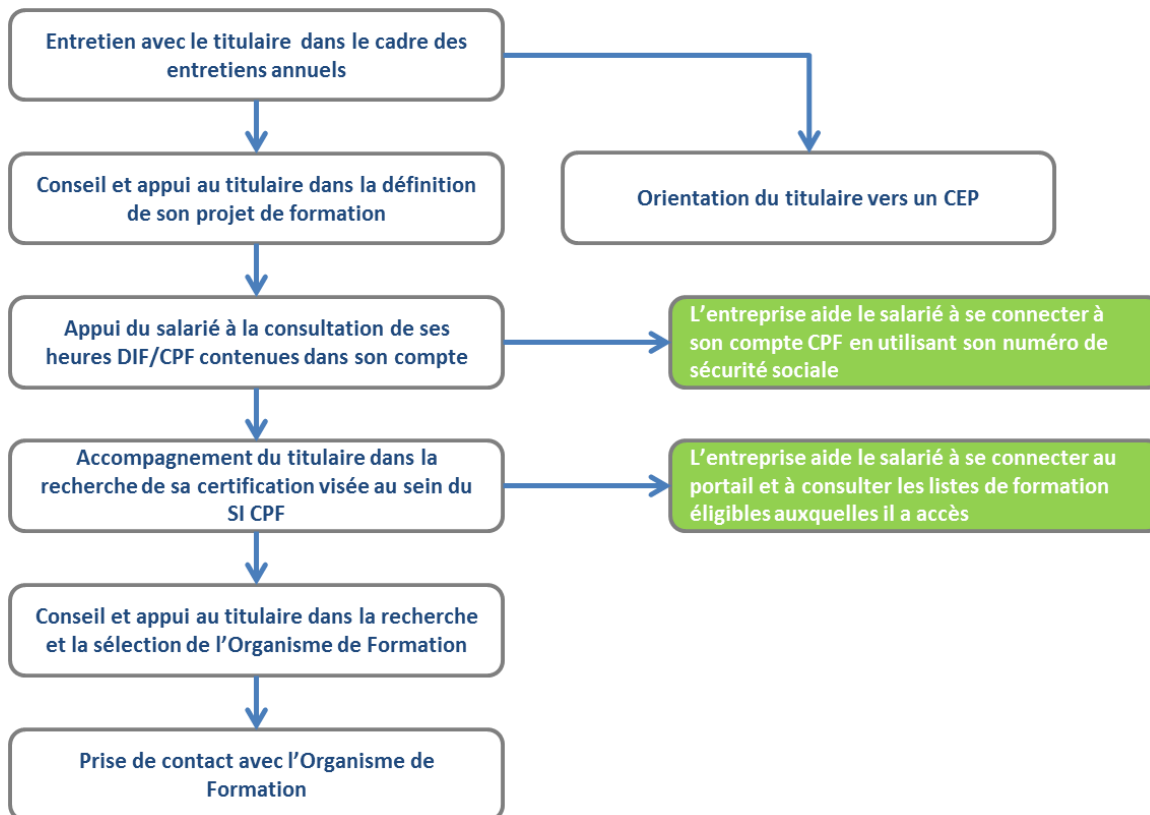 Entretien avec le titulaire dans le cadre des
entretiens annuels
Conseil et appui au titulaire dans la définition
de son projet de formation
Orientation du titulaire vers un CEP
Appui du salarié à la consultation de ses
heures DIF/CPF contenues dans son compte
L'entreprise aide le salarié à se connecter à
son compte CPF en utilisant son numéro de
sécurité sociale
Accompagnement du titulaire dans la
recherche de sa certification visée au sein du
SI CPF
L'entreprise aide le salarié à se connecter au
portail et à consulter les listes de formation
éligibles auxquelles il a accès
Conseil et appui au titulaire dans la recherche
et la sélection de l'Organisme de Formation
Prise de contact avec l'Organisme de
Formation